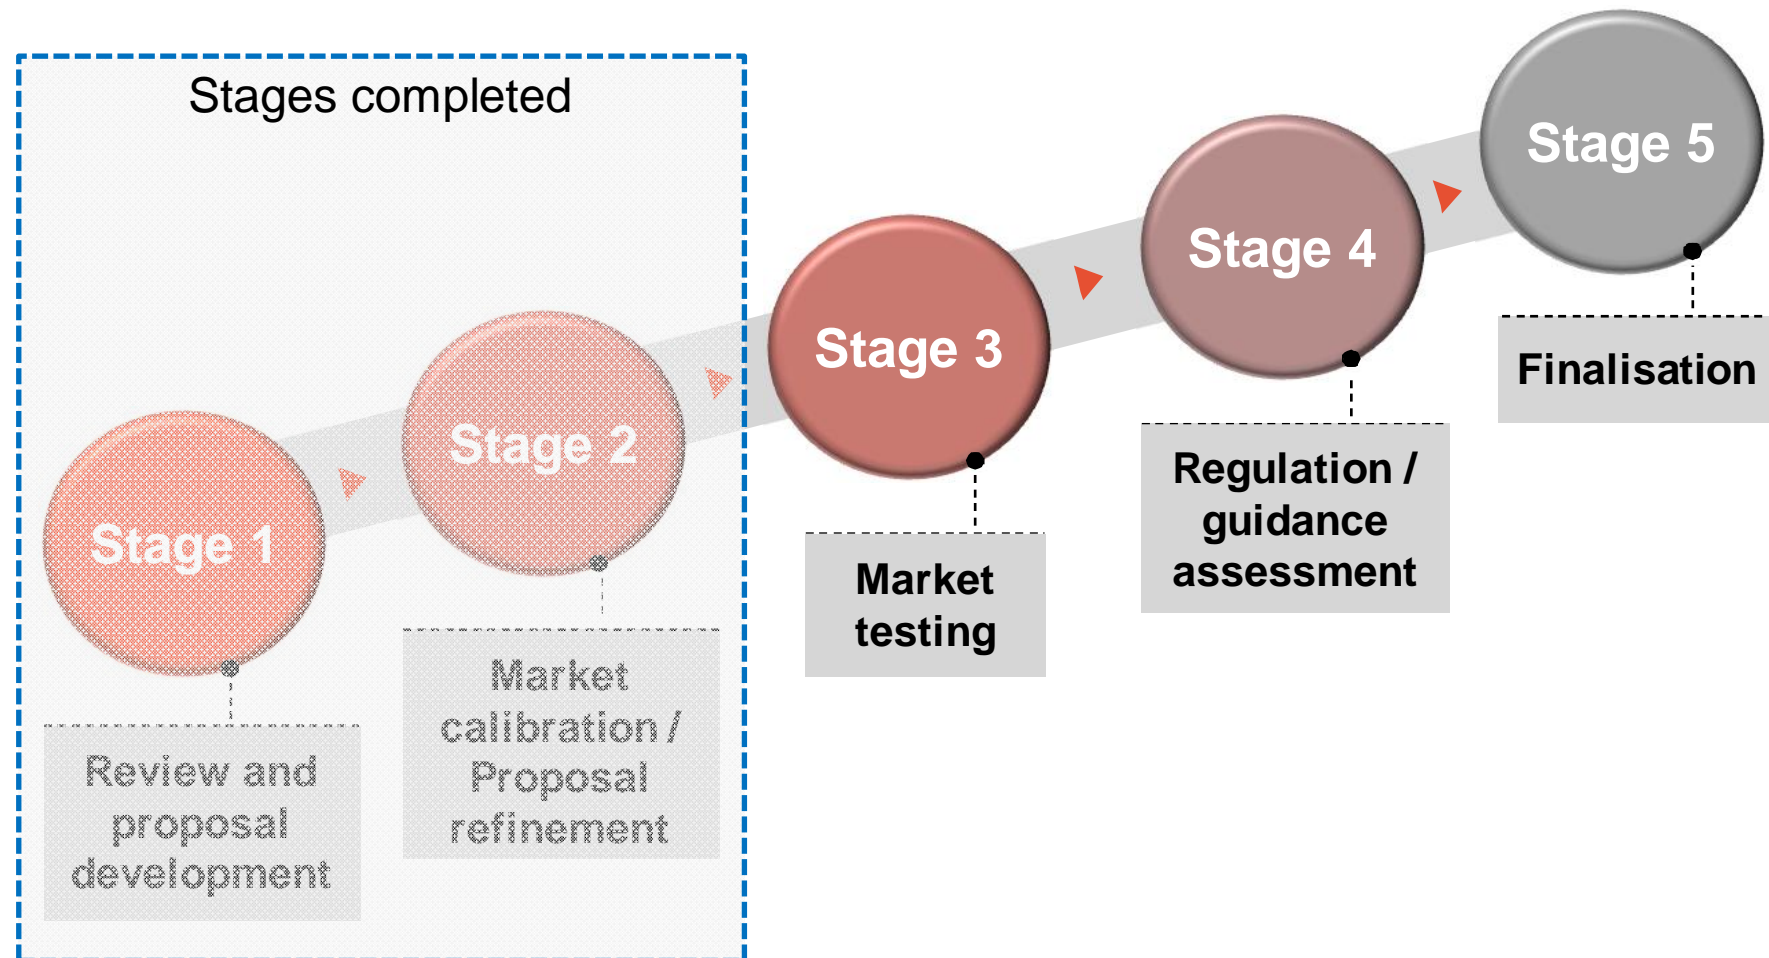 Stages completed
Stage 1
Review and
proposal
development
Stage 2
Market
calibration /
Proposal
refinement
Stage 3
Market
testing
Stage 4
Regulation /
guidance
assessment
Stage 5
Finalisation